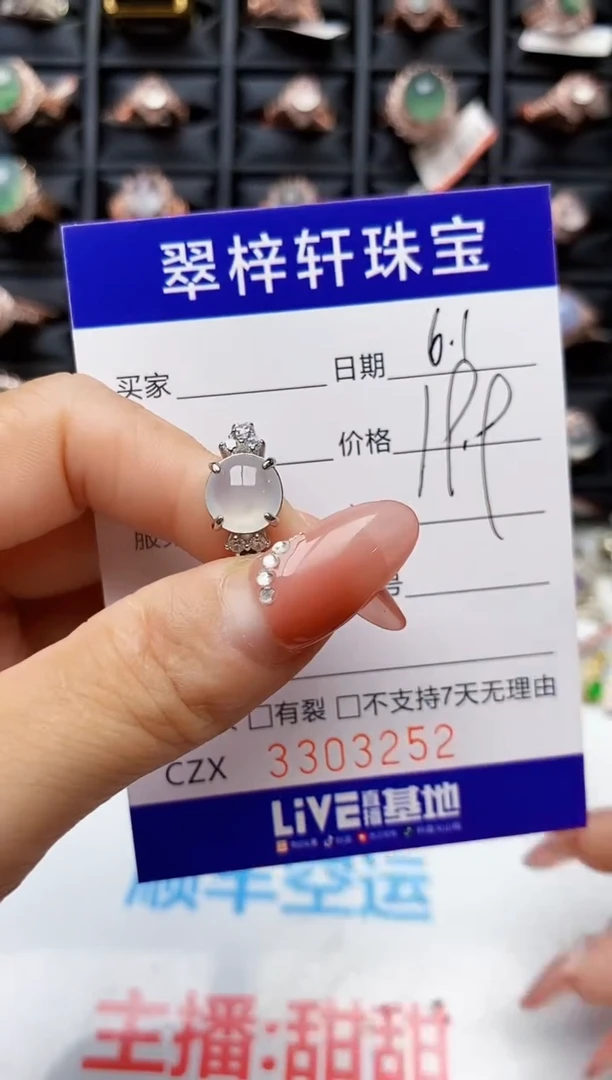 翠梓轩珠宝
买家 日期 6.1
价格
号
□有裂 □不支持7天无理由
CZX 3303252
LiVE直播基地
顺丰空运
主播:甜甜